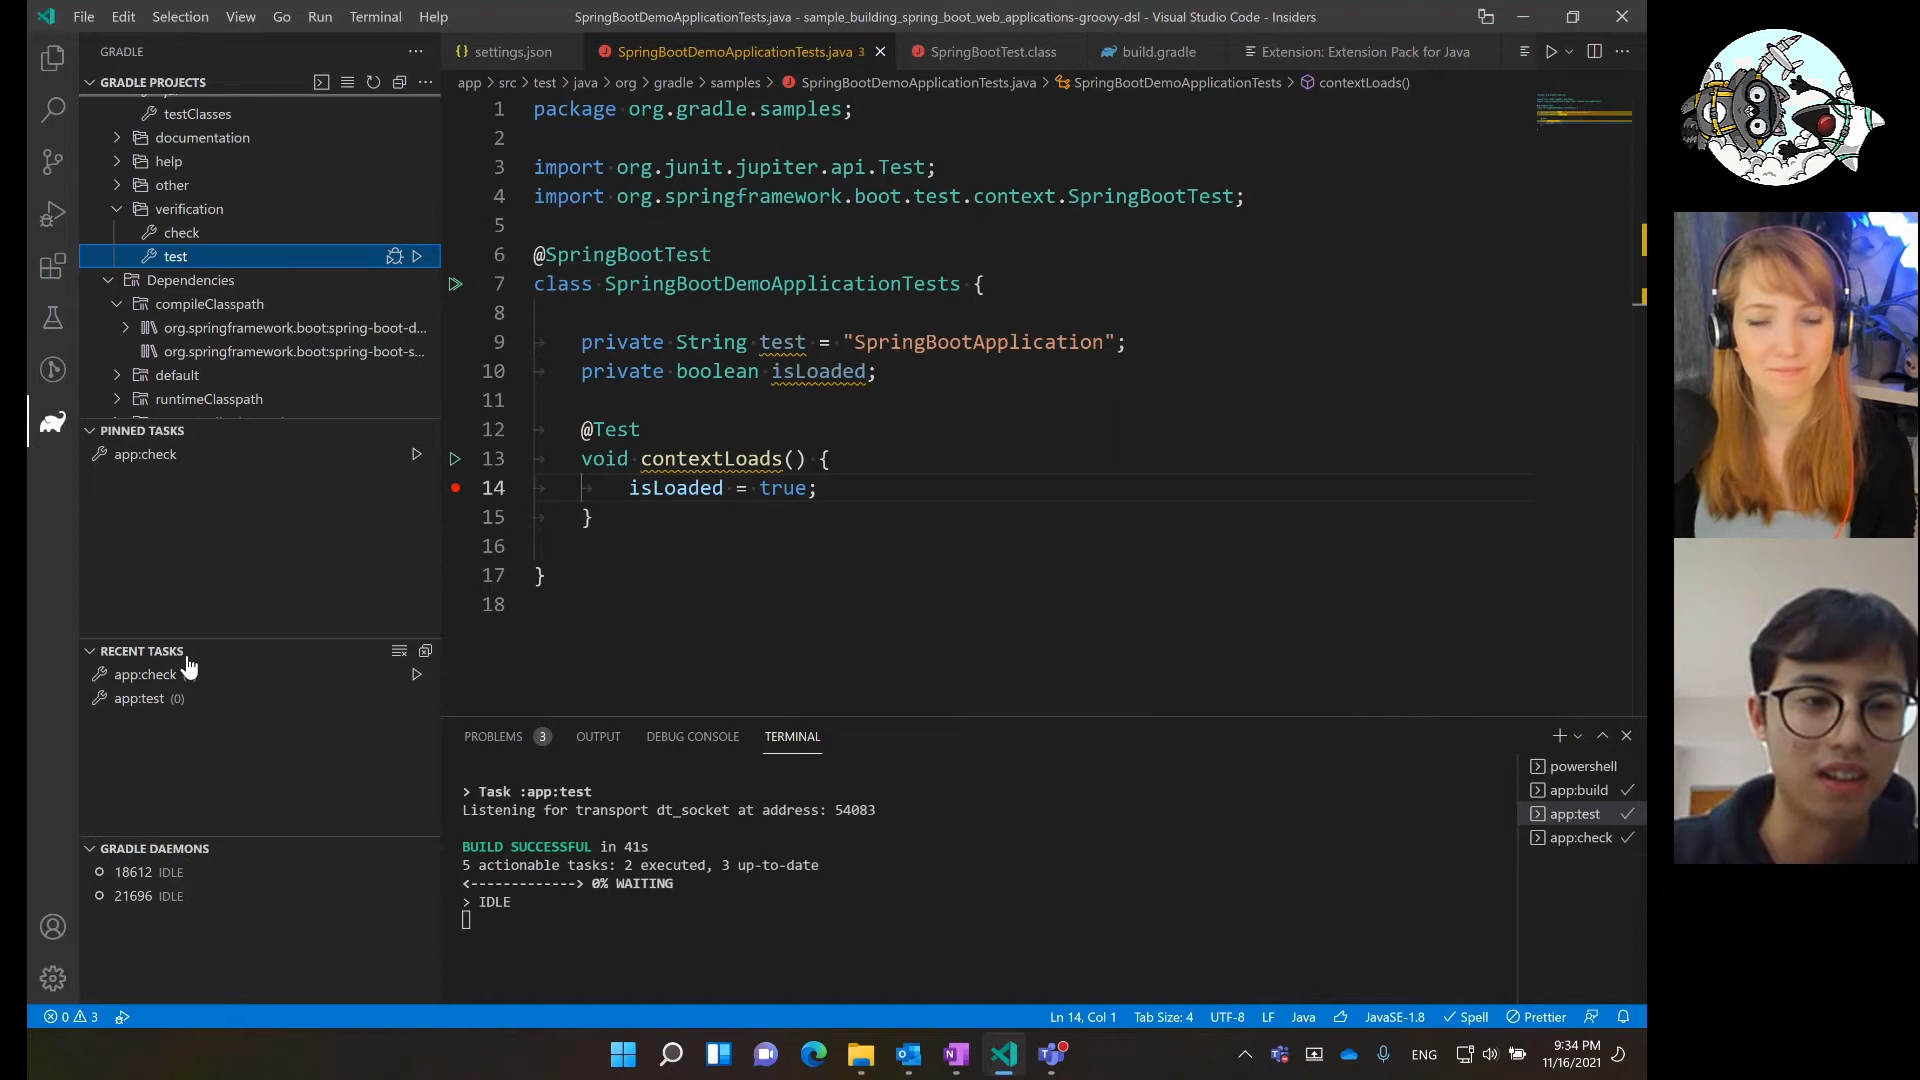 File Edit Selection View Go Run Terminal Help
SpringBootDemoApplicationTests.java - sample_building_spring_boot_web_applications-groovy-dsl - Visual Studio Code - Insiders
GRADLE
settings.json
SpringBootDemoApplicationTests.java 3
SpringBootTest.class
build.gradle
Extension: Extension Pack for Java
GRADLE PROJECTS
app > src > test > java > org > gradle > samples > SpringBootDemoApplicationTests.java > SpringBootDemoApplicationTests > contextLoads()
testClasses
documentation
help
other
verification
check
test
Dependencies
compileClasspath
org.springframework.boot:spring-boot-d...
org.springframework.boot:spring-boot-s...
default
runtimeClasspath
PINNED TASKS
app:check
RECENT TASKS
app:check
app:test (0)
GRADLE DAEMONS
18612 IDLE
21696 IDLE
1 package org.gradle.samples;
2
3 import org.junit.jupiter.api.Test;
4 import org.springframework.boot.test.context.SpringBootTest;
5
6 @SpringBootTest
7 class SpringBootDemoApplicationTests {
8
9 private String test = "SpringBootApplication";
10 private boolean isLoaded;
11
12 @Test
13 void contextLoads() {
14 isLoaded = true;
15 }
16
17 }
18
PROBLEMS 3 OUTPUT DEBUG CONSOLE TERMINAL
> Task :app:test
Listening for transport dt_socket at address: 54083
BUILD SUCCESSFUL in 41s
5 actionable tasks: 2 executed, 3 up-to-date
<-------------> 0% WAITING
> IDLE
powershell
app:build
app:test
app:check
0 3
Ln 14, Col 1 Tab Size: 4 UTF-8 LF Java JavaSE-1.8 Spell Prettier
ENG
9:34 PM
11/16/2021